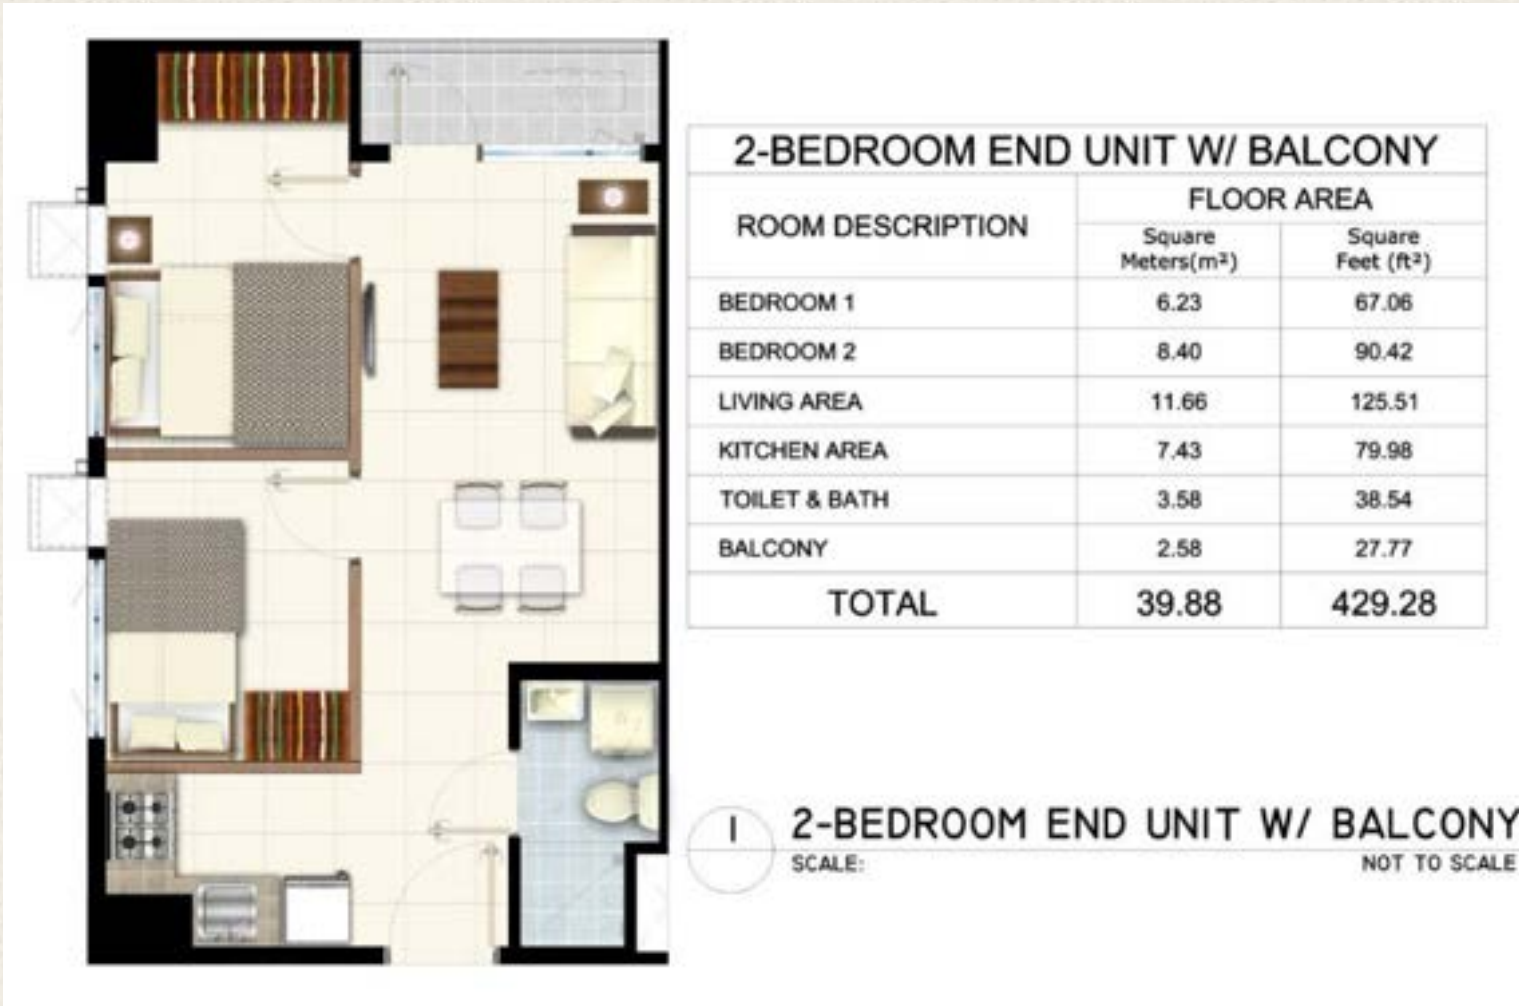 2-BEDROOM END UNIT W/ BALCONY
ROOM DESCRIPTION
FLOOR AREA
Square
Meters(m²)
Square
Feet (ft²)
BEDROOM 1 6.23 67.06
BEDROOM 2 8.40 90.42
LIVING AREA 11.66 125.51
KITCHEN AREA 7.43 79.98
TOILET & BATH 3.58 38.54
BALCONY 2.58 27.77
TOTAL 39.88 429.28
1 2-BEDROOM END UNIT W/ BALCONY
SCALE: NOT TO SCALE